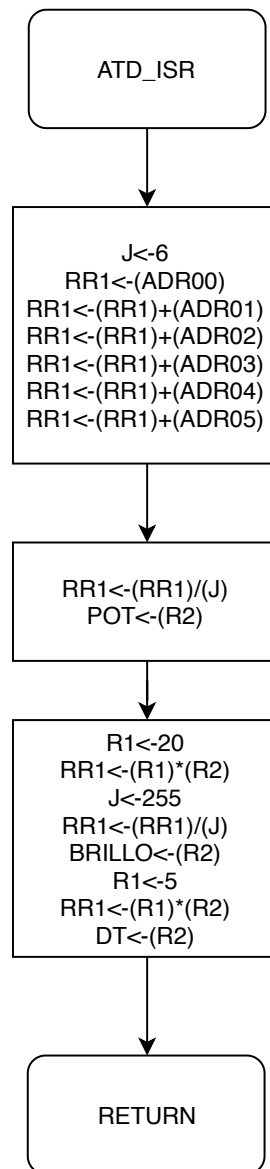 ATD_ISR
J<-6
RR1<-(ADR00)
RR1<-(RR1)+(ADR01)
RR1<-(RR1)+(ADR02)
RR1<-(RR1)+(ADR03)
RR1<-(RR1)+(ADR04)
RR1<-(RR1)+(ADR05)
RR1<-(RR1)/(J)
POT<-(R2)
R1<-20
RR1<-(R1)*(R2)
J<-255
RR1<-(RR1)/(J)
BRILLO<-(R2)
R1<-5
RR1<-(R1)*(R2)
DT<-(R2)
RETURN